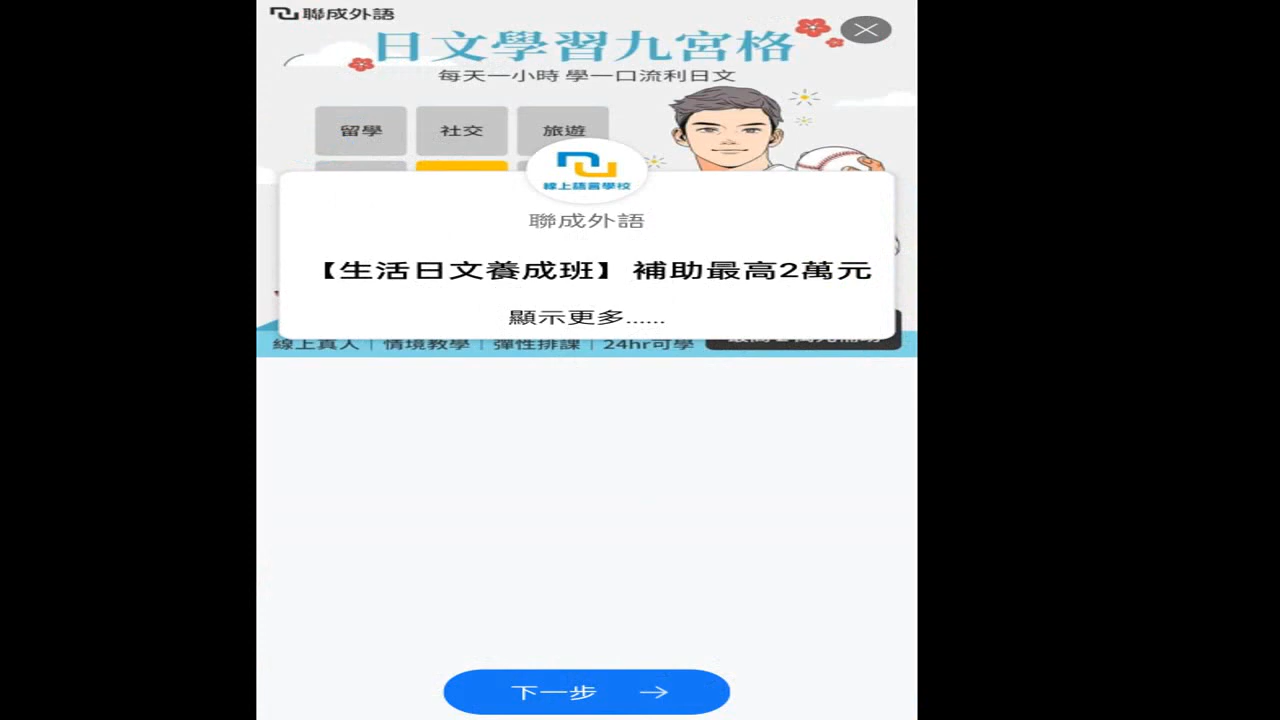 聯成外語
日文學習九宮格
每天一小時 學一口流利日文
留學 社交 旅遊
線上語言學校
聯成外語
【生活日文養成班】補助最高2萬元
顯示更多......
線上真人｜情境教學｜彈性排課｜24hr可學
下一步 →